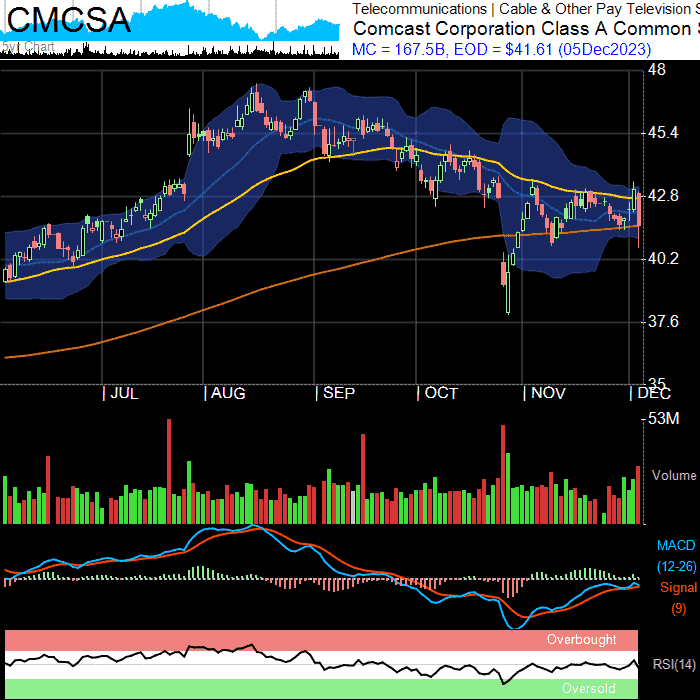 CMCSA
5yr Chart
Telecommunications | Cable & Other Pay Television S
Comcast Corporation Class A Common S
MC = 167.5B, EOD = $41.61 (05Dec2023)
48
45.4
42.8
40.2
37.6
35
| JUL | AUG | SEP | OCT | NOV | DEC
53M
Volume
MACD
(12-26)
Signal
(9)
Overbought
RSI(14)
Oversold